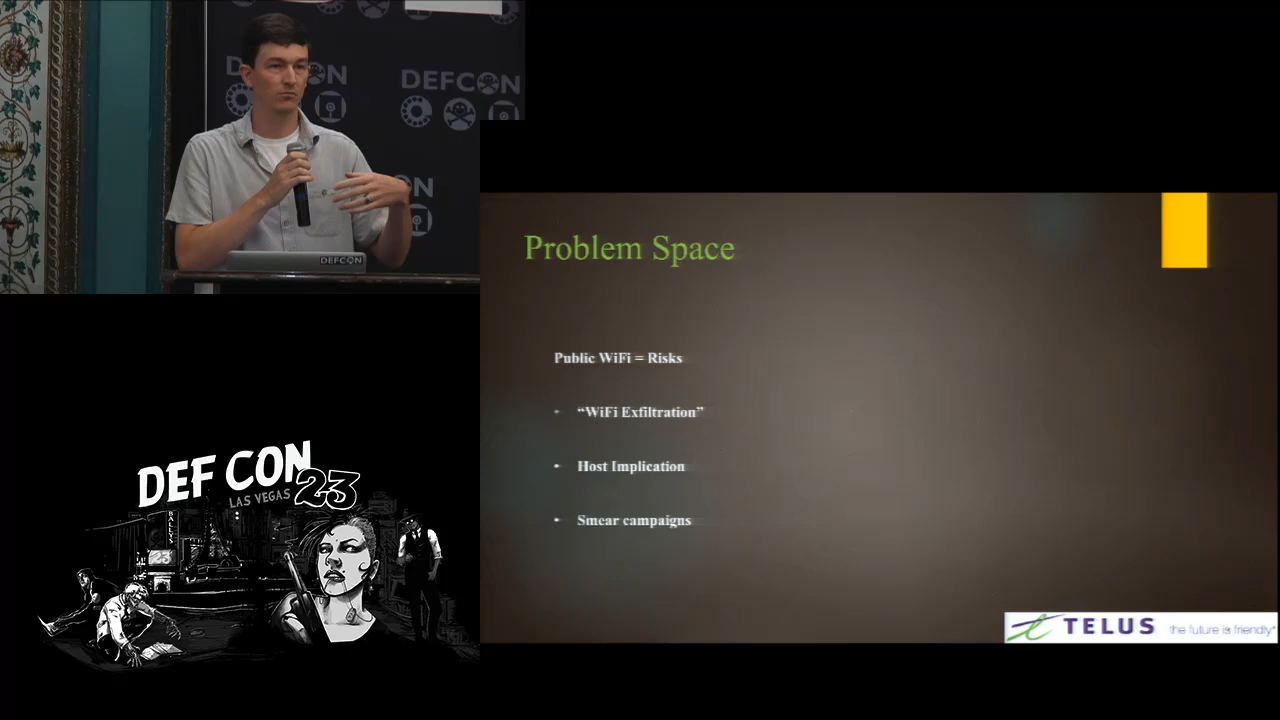 DEFCON
DEFCON
DEFCON
Problem Space
Public WiFi = Risks
• “WiFi Exfiltration”
• Host Implication
• Smear campaigns
DEF CON
23
LAS VEGAS
BALLYS
TELUS the future is friendly®